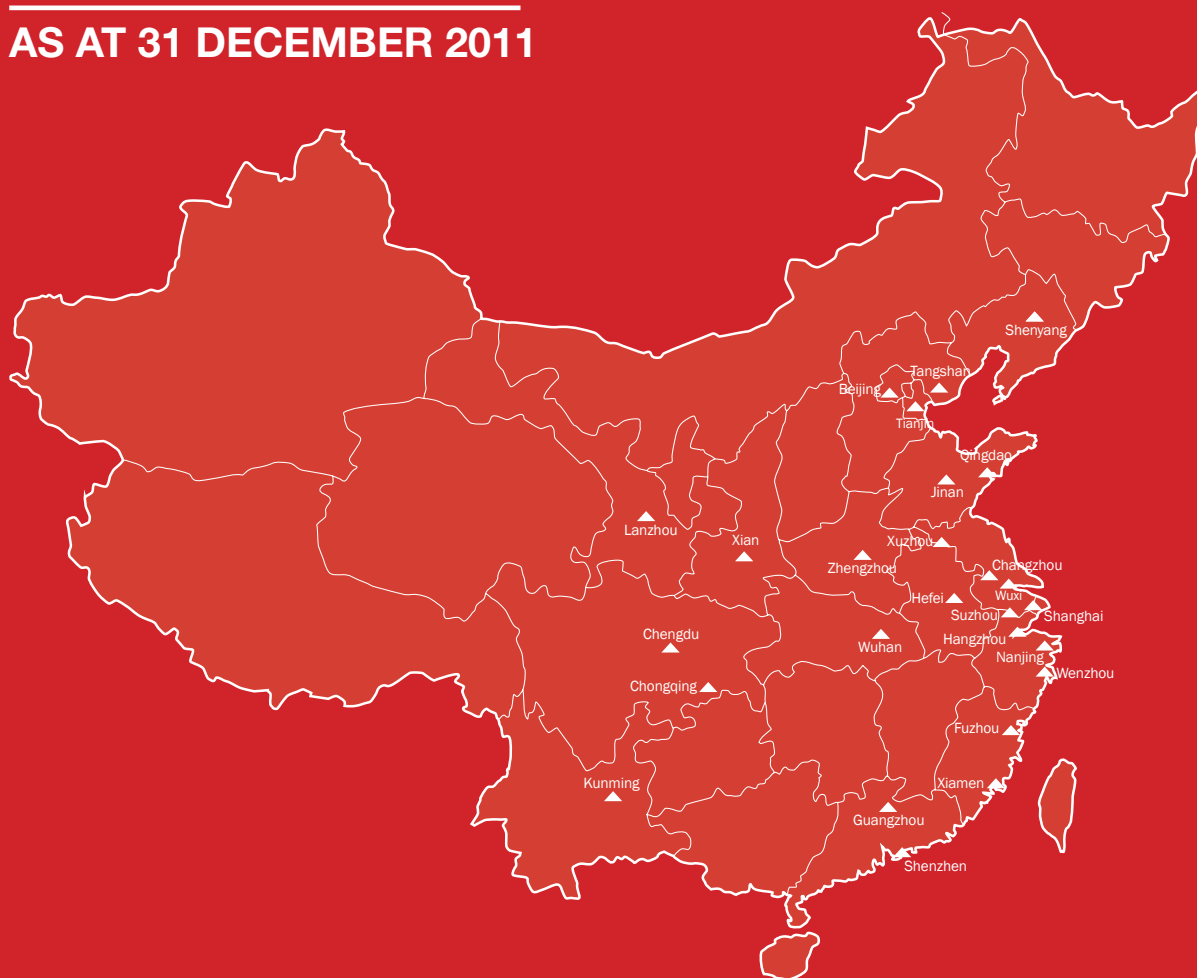 AS AT 31 DECEMBER 2011
Shenyang
Tangshan
Beijing
Tianjin
Qingdao
Jinan
Lanzhou
Xian
Xuzhou
Zhengzhou
Changzhou
Wuxi
Hefei
Suzhou
Shanghai
Chengdu
Wuhan
Hangzhou
Nanjing
Wenzhou
Chongqing
Fuzhou
Kunming
Xiamen
Guangzhou
Shenzhen